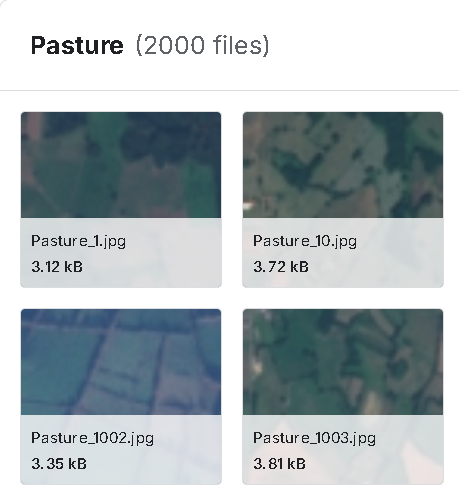 Pasture (2000 files)
Pasture_1.jpg
3.12 kB
Pasture_10.jpg
3.72 kB
Pasture_1002.jpg
3.35 kB
Pasture_1003.jpg
3.81 kB